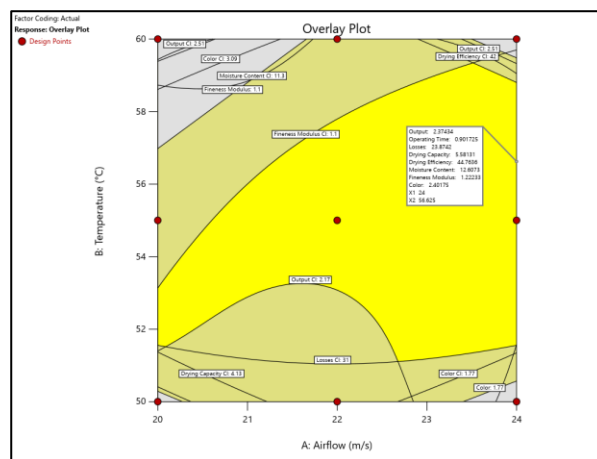 Factor Coding: Actual
Overlay Plot
Response: Overlay Plot
Design Points
60
Output CI: 2.51
Output CI: 2.51
Color CI: 3.09
Drying Efficiency CI: 42
Moisture Content CI: 11.3
Fineness Modulus: 1.1
58
Fineness Modulus CI: 1.1
Output: 2.37434
Operating Time: 0.901725
Losses: 23.8742
Drying Capacity: 5.58131
Drying Efficiency: 44.7636
Moisture Content: 12.6073
Fineness Modulus: 1.22233
Color: 2.40175
X1 24
X2 56.625
56
B: Temperature (°C)
54
Output CI: 2.17
52
Losses CI: 31
Drying Capacity CI: 4.13
Color CI: 1.77
Color: 1.77
50
20
21
22
23
24
A: Airflow (m/s)